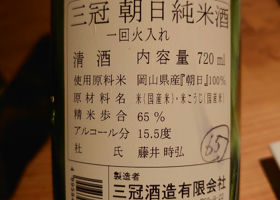 三冠 朝日純米酒
一回火入れ
清酒 内容量 720 ml
使用原料米 岡山県産『朝日』100%
原材料名 米(国産米)・米こうじ(国産米)
精米歩合 65%
アルコール分 15.5度
杜氏 藤井 時弘
65
製造者
三冠酒造有限会社